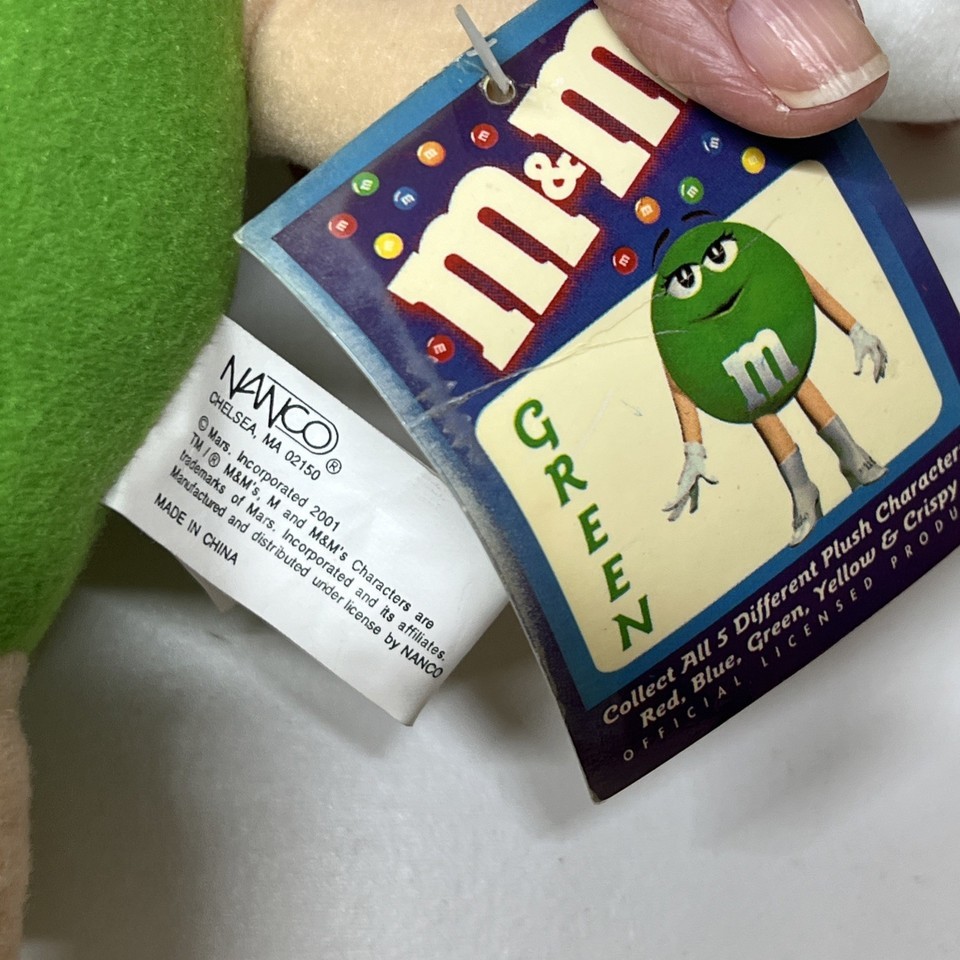 m&m
GREEN
m
Collect All 5 Different Plush Character
Red, Blue, Green, Yellow & Crispy
OFFICIAL LICENSED PRODU
NANCO®
CHELSEA, MA 02150
© Mars, Incorporated 2001
TM / ® M&M's, M and M&M's Characters are
trademarks of Mars, Incorporated and its affiliates.
Manufactured and distributed under license by NANCO
MADE IN CHINA